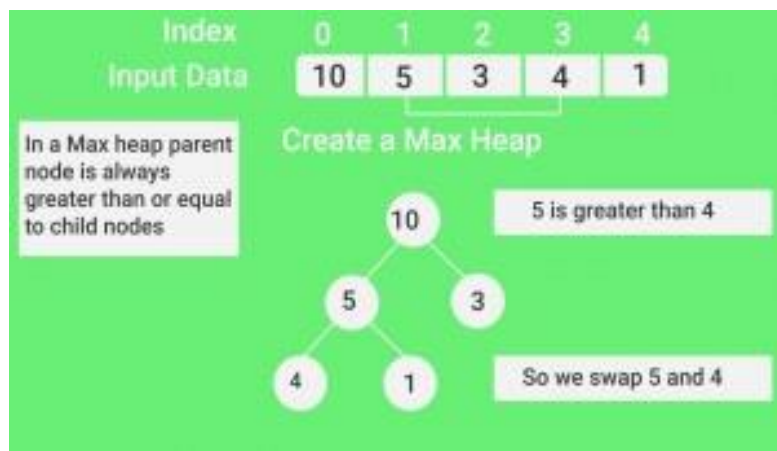 Index 0 1 2 3 4
Input Data 10 5 3 4 1
In a Max heap parent
node is always
greater than or equal
to child nodes
Create a Max Heap
10
5 is greater than 4
5
3
4
1
So we swap 5 and 4